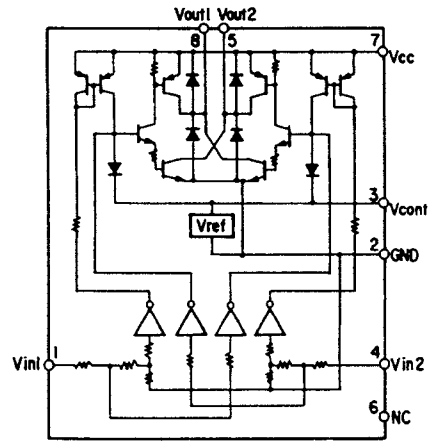 Vout1 Vout2
8 5
7
Vcc
3
Vcont
Vref
2
GND
Vin1
1
4
Vin2
6
NC